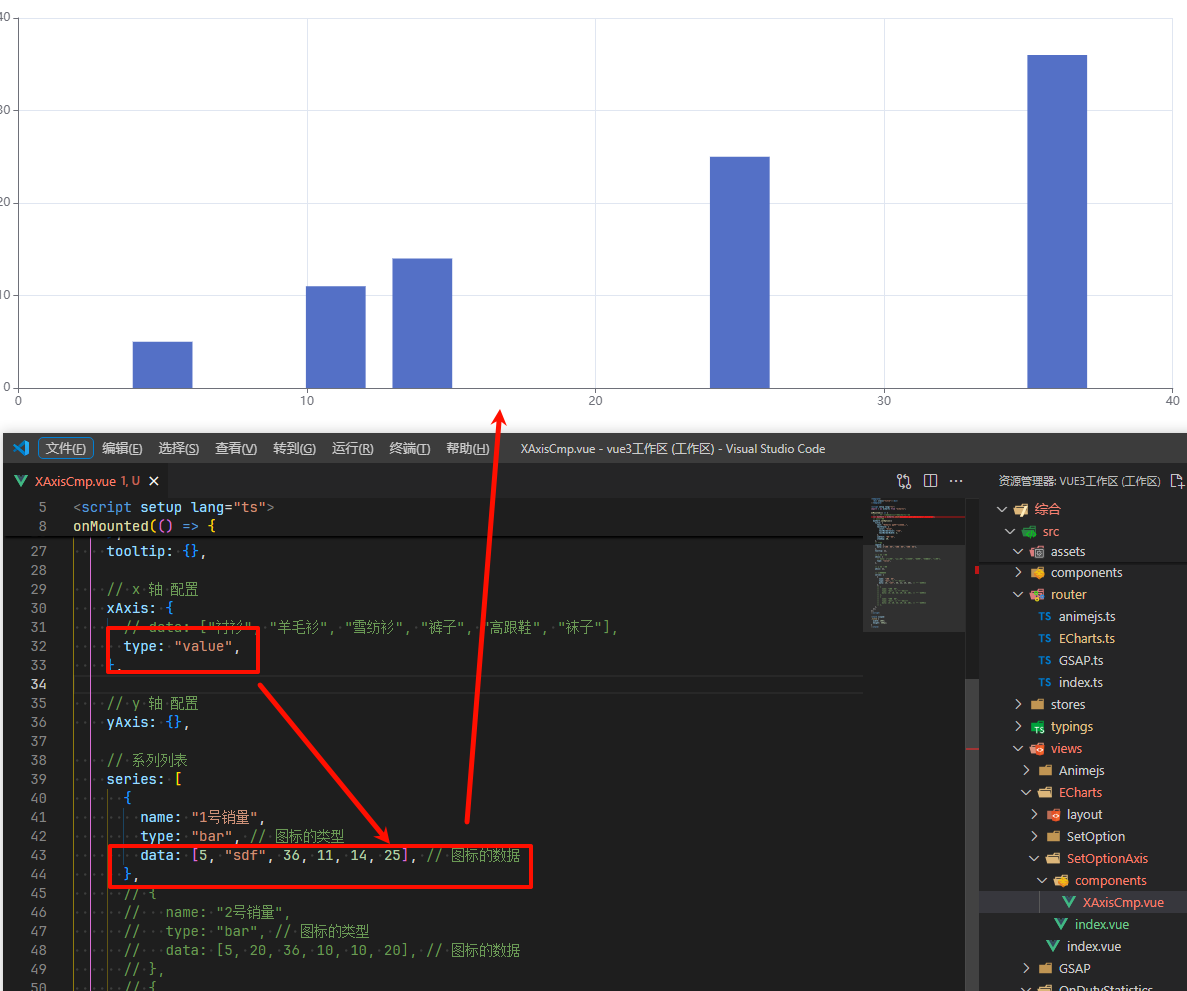 40
30
20
10
0
0 10 20 30 40
文件(F) 编辑(E) 选择(S) 查看(V) 转到(G) 运行(R) 终端(T) 帮助(H) XAxisCmp.vue - vue3工作区 (工作区) - Visual Studio Code
XAxisCmp.vue 1, U
5 <script setup lang="ts">
8 onMounted(() => {
27 tooltip: {},
28
29 // x 轴 配置
30 xAxis: {
31 // data: ["衬衫", "羊毛衫", "雪纺衫", "裤子", "高跟鞋", "袜子"],
32 type: "value",
33 },
34
35 // y 轴 配置
36 yAxis: {},
37
38 // 系列列表
39 series: [
40 {
41 name: "1号销量",
42 type: "bar", // 图标的类型
43 data: [5, "sdf", 36, 11, 14, 25], // 图标的数据
44 },
45 // {
46 // name: "2号销量",
47 // type: "bar", // 图标的类型
48 // data: [5, 20, 36, 10, 10, 20], // 图标的数据
49 // },
50 // {
资源管理器: VUE3工作区 (工作区)
综合
src
assets
components
router
TS animejs.ts
TS ECharts.ts
TS GSAP.ts
TS index.ts
stores
typings
views
Animejs
ECharts
layout
SetOption
SetOptionAxis
components
XAxisCmp.vue
index.vue
index.vue
GSAP
OnDutyStatistics